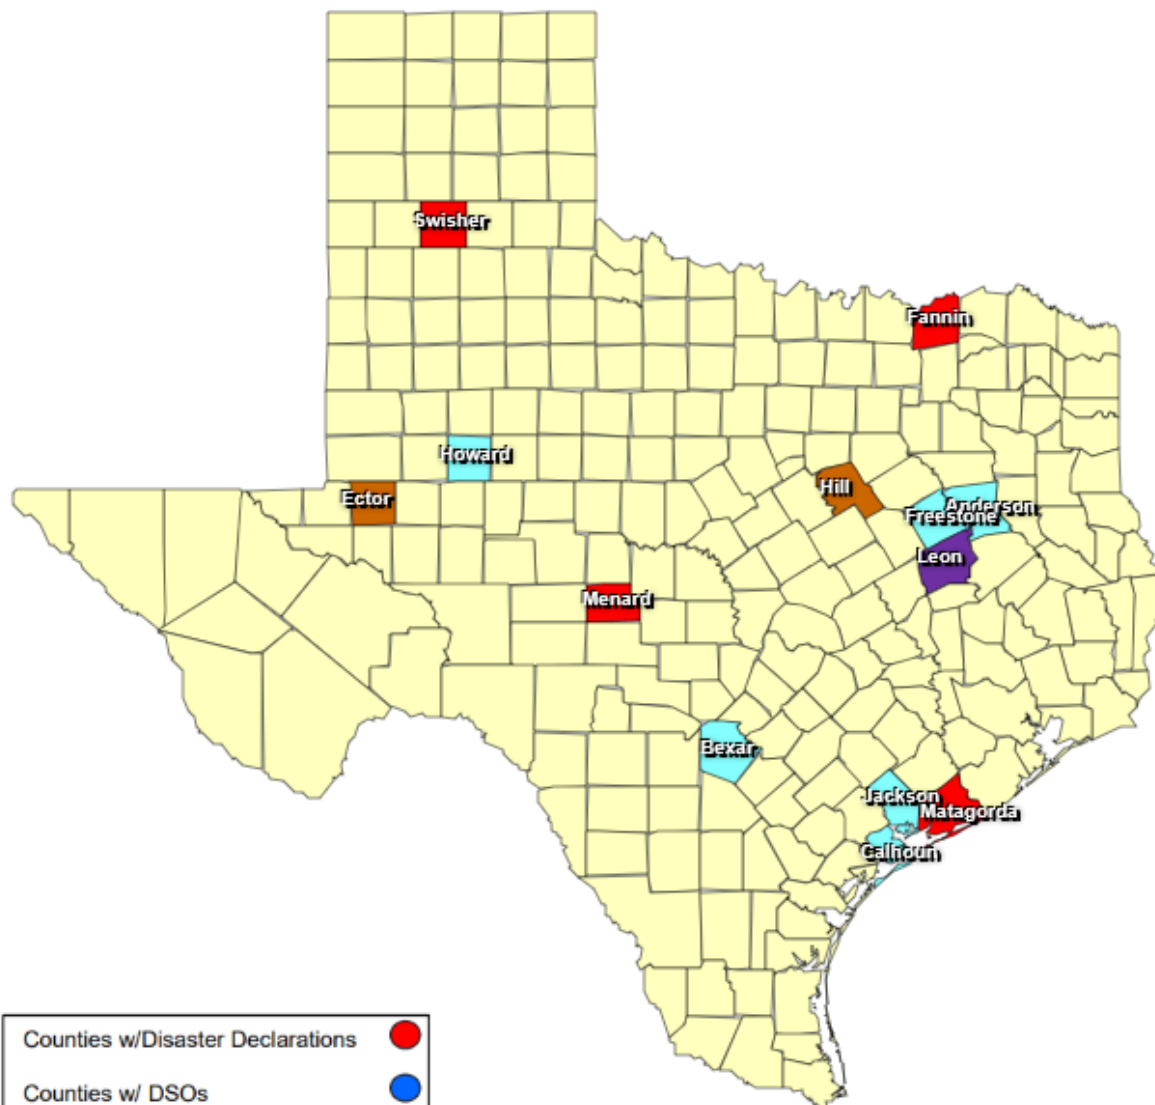 Swisher
Fannin
Howard
Ector
Hill
Anderson
Freestone
Leon
Menard
Bexar
Jackson
Matagorda
Calhoun
Counties w/Disaster Declarations
Counties w/ DSOs